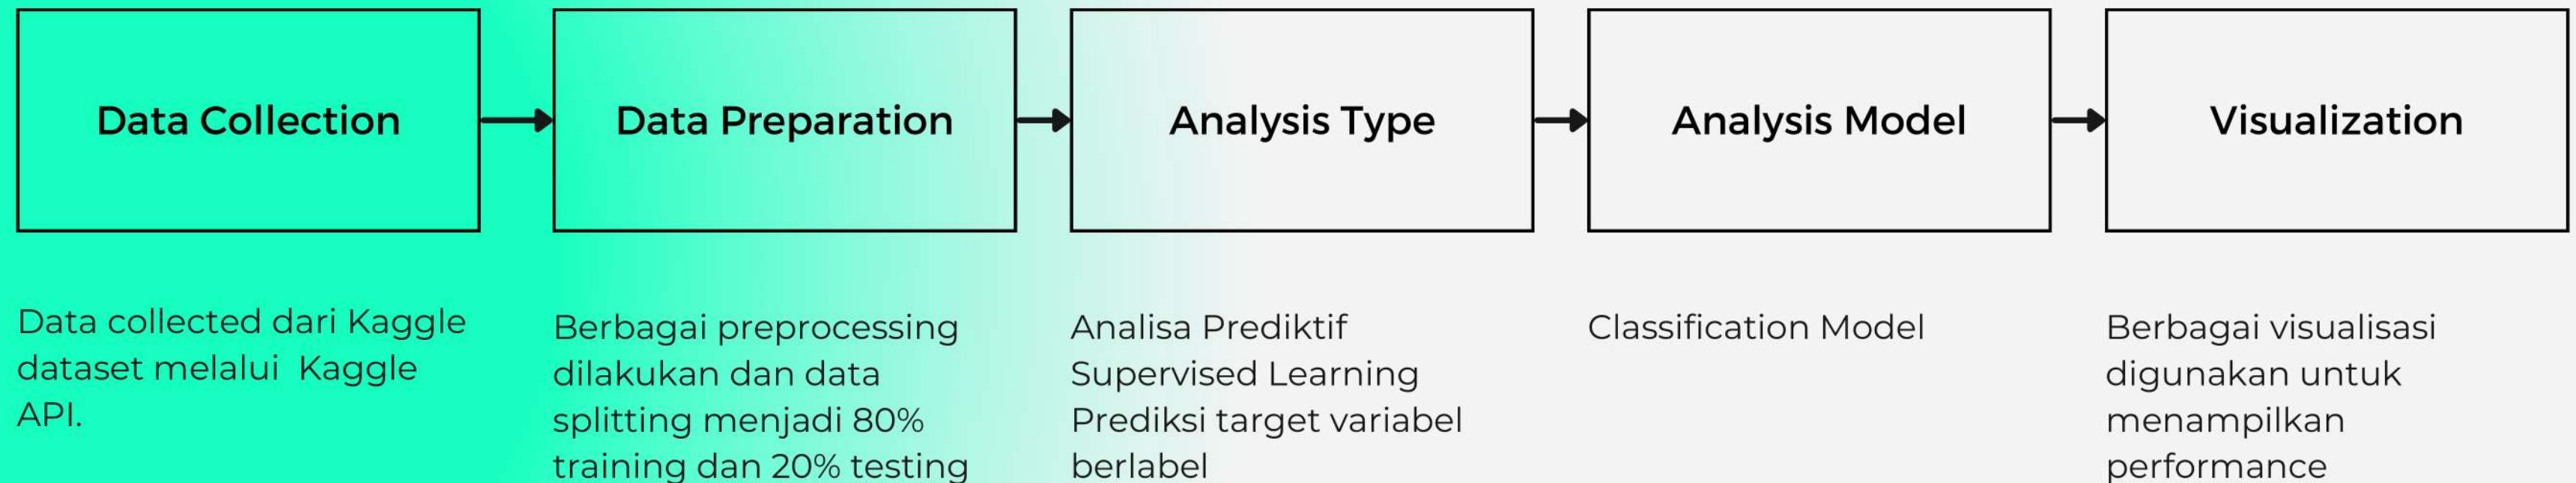 Data Collection
Data Preparation
Analysis Type
Analysis Model
Visualization
Data collected dari Kaggle
dataset melalui Kaggle
API.
Berbagai preprocessing
dilakukan dan data
splitting menjadi 80%
training dan 20% testing
Analisa Prediktif
Supervised Learning
Prediksi target variabel
berlabel
Classification Model
Berbagai visualisasi
digunakan untuk
menampilkan
performance